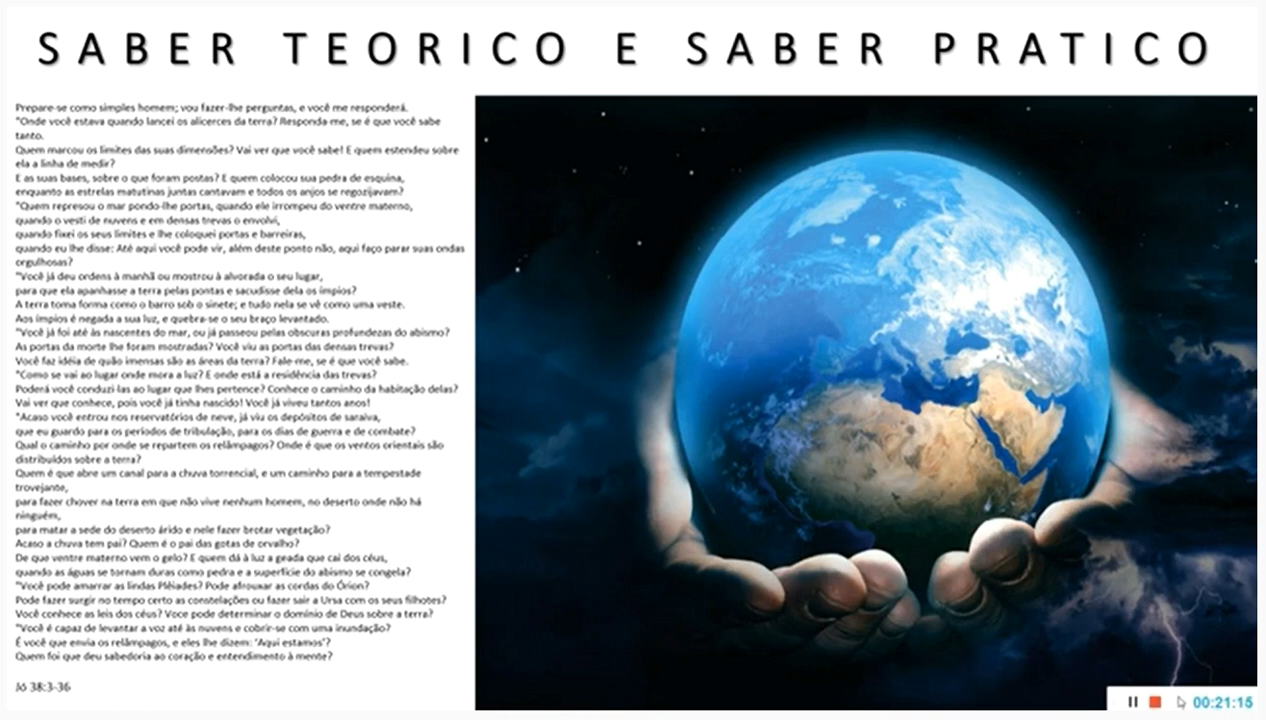 SABER TEORICO E SABER PRATICO
Prepare-se como simples homem; vou fazer-lhe perguntas, e você me responderá.
"Onde você estava quando lancei os alicerces da terra? Responda-me, se é que você sabe
tanto.
Quem marcou os limites das suas dimensões? Vai ver que você sabe! E quem estendeu sobre
ela a linha de medir?
E as suas bases, sobre o que foram postas? E quem colocou sua pedra de esquina,
enquanto as estrelas matutinas juntas cantavam e todos os anjos se regozijavam?
"Quem represou o mar pondo-lhe portas, quando ele irrompeu do ventre materno,
quando o vesti de nuvens e em densas trevas o envolvi,
quando fixei os seus limites e lhe coloquei portas e barreiras,
quando eu lhe disse: Até aqui você pode vir, além deste ponto não, aqui faço parar suas ondas
orgulhosas?
"Você já deu ordens à manhã ou mostrou à alvorada o seu lugar,
para que ela apanhasse a terra pelas pontas e sacudisse dela os ímpios?
A terra toma forma como o barro sob o sinete; e tudo nela se vê como uma veste.
Aos ímpios é negada a sua luz, e quebra-se o seu braço levantado.
"Você já foi até às nascentes do mar, ou já passeou pelas obscuras profundezas do abismo?
As portas da morte lhe foram mostradas? Você viu as portas das densas trevas?
Você faz idéia de quão imensas são as áreas da terra? Fale-me, se é que você sabe.
"Como se vai ao lugar onde mora a luz? E onde está a residência das trevas?
Poderá você conduzi-las ao lugar que lhes pertence? Conhece o caminho da habitação delas?
Vai ver que conhece, pois você já tinha nascido! Você já viveu tantos anos!
"Acaso você entrou nos reservatórios de neve, já viu os depósitos de saraiva,
que eu guardo para os períodos de tribulação, para os dias de guerra e de combate?
Qual o caminho por onde se repartem os relâmpagos? Onde é que os ventos orientais são
distribuídos sobre a terra?
Quem é que abre um canal para a chuva torrencial, e um caminho para a tempestade
trovejante,
para fazer chover na terra em que não vive nenhum homem, no deserto onde não há
ninguém,
para matar a sede do deserto árido e nele fazer brotar vegetação?
Acaso a chuva tem pai? Quem é o pai das gotas de orvalho?
De que ventre materno vem o gelo? E quem dá à luz a geada que cai dos céus,
quando as águas se tornam duras como pedra e a superfície do abismo se congela?
"Você pode amarrar as lindas Plêiades? Pode afrouxar as cordas do Órion?
Pode fazer surgir no tempo certo as constelações ou fazer sair a Ursa com os seus filhotes?
Você conhece as leis dos céus? Voce pode determinar o domínio de Deus sobre a terra?
"Você é capaz de levantar a voz até às nuvens e cobrir-se com uma inundação?
É você que envia os relâmpagos, e eles lhe dizem: 'Aqui estamos'?
Quem foi que deu sabedoria ao coração e entendimento à mente?
Jó 38:3-36
00:21:15